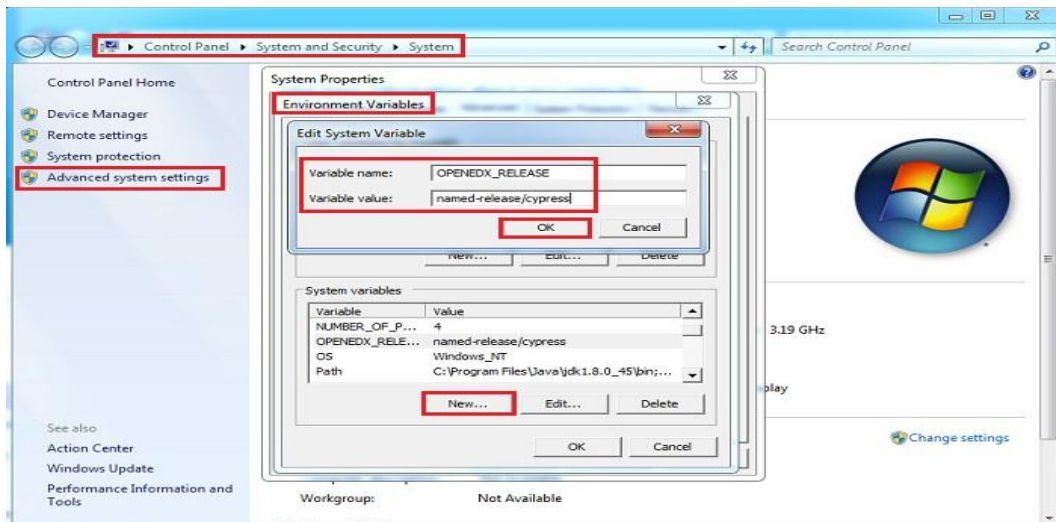 Control Panel ▸ System and Security ▸ System
Search Control Panel
Control Panel Home
Device Manager
Remote settings
System protection
Advanced system settings
System Properties
Environment Variables
Edit System Variable
Variable name: OPENEDX_RELEASE
Variable value: named-release/cypress
OK Cancel
New... Edit... Delete
System variables
Variable Value
NUMBER_OF_P... 4
OPENEDX_RELE... named-release/cypress
OS Windows_NT
Path C:\Program Files\Java\jdk1.8.0_45\bin;...
New... Edit... Delete
OK Cancel
3.19 GHz
play
Change settings
See also
Action Center
Windows Update
Performance Information and
Tools
Workgroup: Not Available